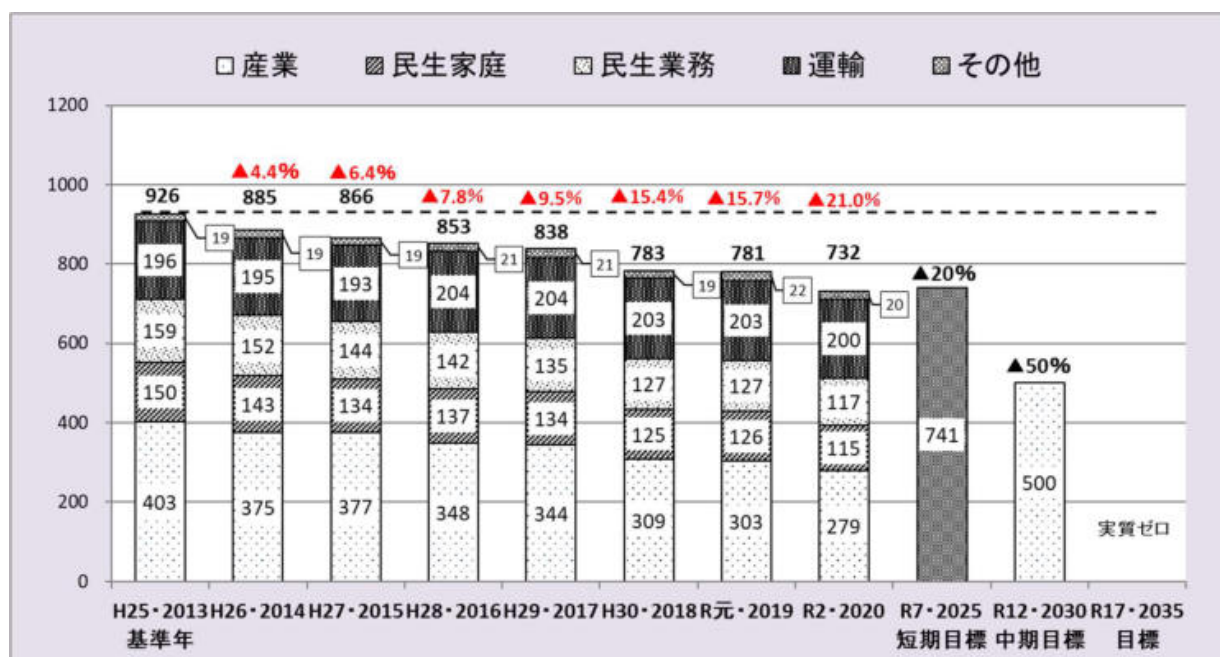 産業 民生家庭 民生業務 運輸 その他
1200
1000
800
600
400
200
0
▲4.4% ▲6.4% ▲7.8% ▲9.5% ▲15.4% ▲15.7% ▲21.0%
926 885 866 853 838 783 781 732
19 19 19 21 21 19 22 20
196 195 193 204 204 203 203 200
159 152 144 142 135 127 127 117
150 143 134 137 134 125 126 115
403 375 377 348 344 309 303 279
▲20%
741
▲50%
500
実質ゼロ
H25・2013 H26・2014 H27・2015 H28・2016 H29・2017 H30・2018 R元・2019 R2・2020 R7・2025 R12・2030 R17・2035
基準年 短期目標 中期目標 目標